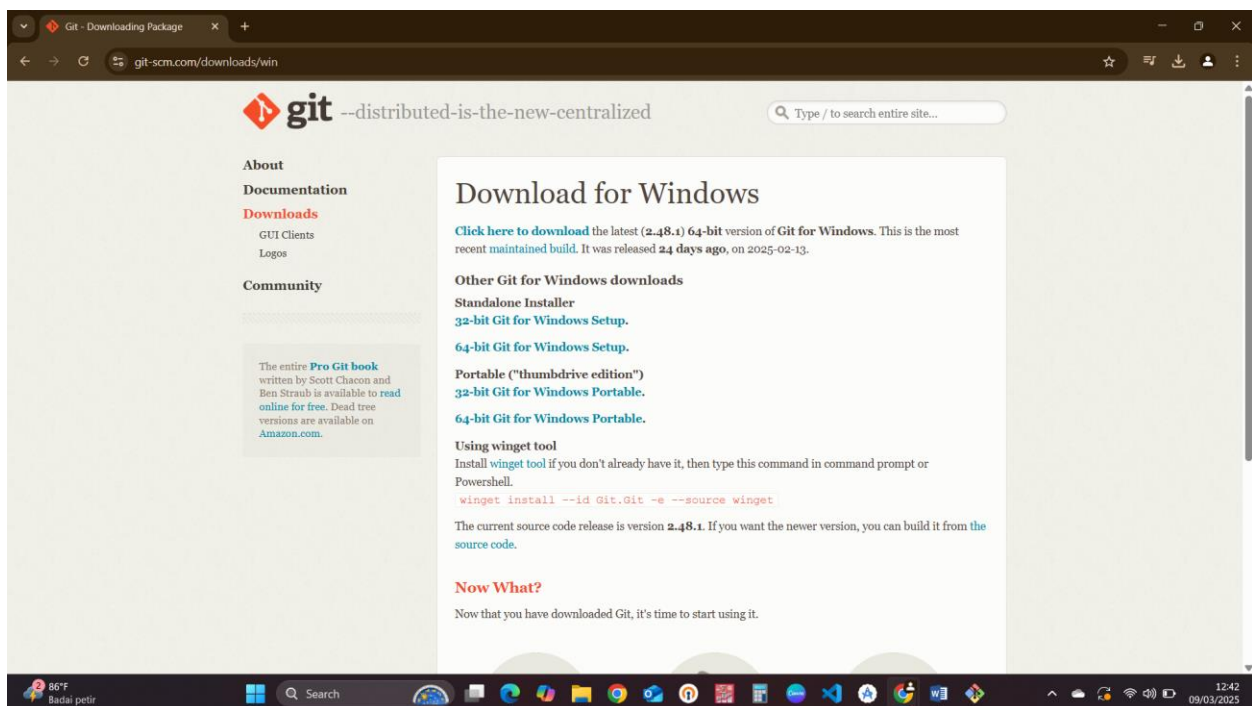 Git - Downloading Package
git-scm.com/downloads/win
git --distributed-is-the-new-centralized
Type / to search entire site...
About
Documentation
Downloads
GUI Clients
Logos
Community
The entire Pro Git book
written by Scott Chacon and
Ben Straub is available to read
online for free. Dead tree
versions are available on
Amazon.com.
Download for Windows
Click here to download the latest (2.48.1) 64-bit version of Git for Windows. This is the most
recent maintained build. It was released 24 days ago, on 2025-02-13.
Other Git for Windows downloads
Standalone Installer
32-bit Git for Windows Setup.
64-bit Git for Windows Setup.
Portable ("thumbdrive edition")
32-bit Git for Windows Portable.
64-bit Git for Windows Portable.
Using winget tool
Install winget tool if you don't already have it, then type this command in command prompt or
Powershell.
winget install --id Git.Git -e --source winget
The current source code release is version 2.48.1. If you want the newer version, you can build it from the
source code.
Now What?
Now that you have downloaded Git, it's time to start using it.
2
86°F
Badai petir
Search
12:42
09/03/2025